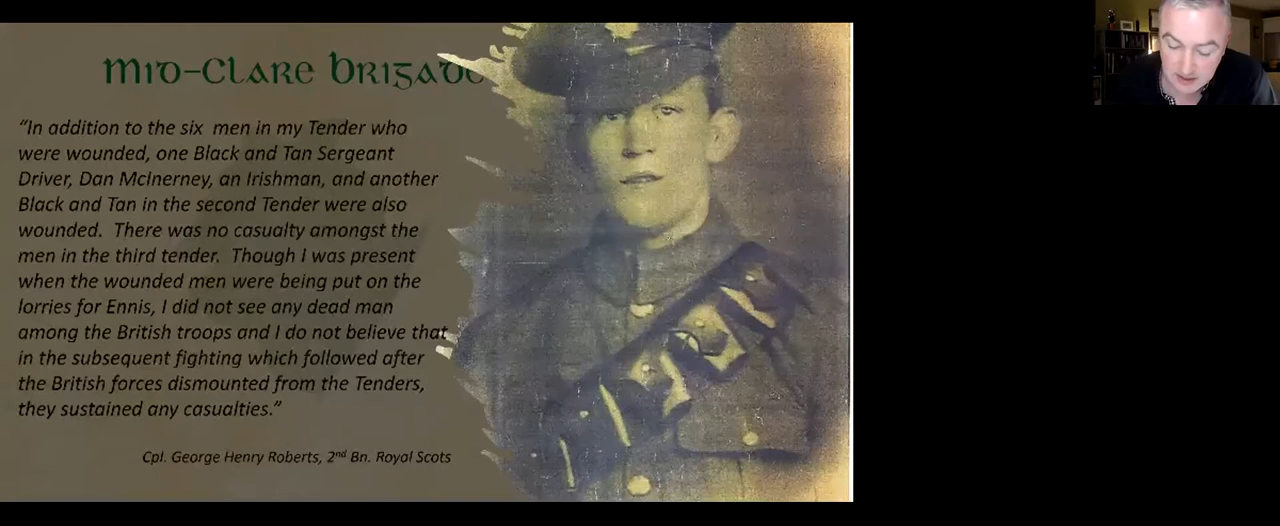 Mid-Clare Brigade
“In addition to the six men in my Tender who
were wounded, one Black and Tan Sergeant
Driver, Dan McInerney, an Irishman, and another
Black and Tan in the second Tender were also
wounded. There was no casualty amongst the
men in the third tender. Though I was present
when the wounded men were being put on the
lorries for Ennis, I did not see any dead man
among the British troops and I do not believe that
in the subsequent fighting which followed after
the British forces dismounted from the Tenders,
they sustained any casualties.”
Cpl. George Henry Roberts, 2nd Bn. Royal Scots